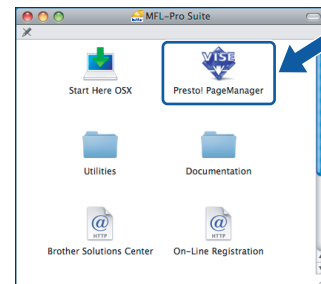 MFL-Pro Suite
VISE
Start Here OSX
Presto! PageManager
Utilities
Documentation
@
HTTP
Brother Solutions Center
@
HTTP
On-Line Registration